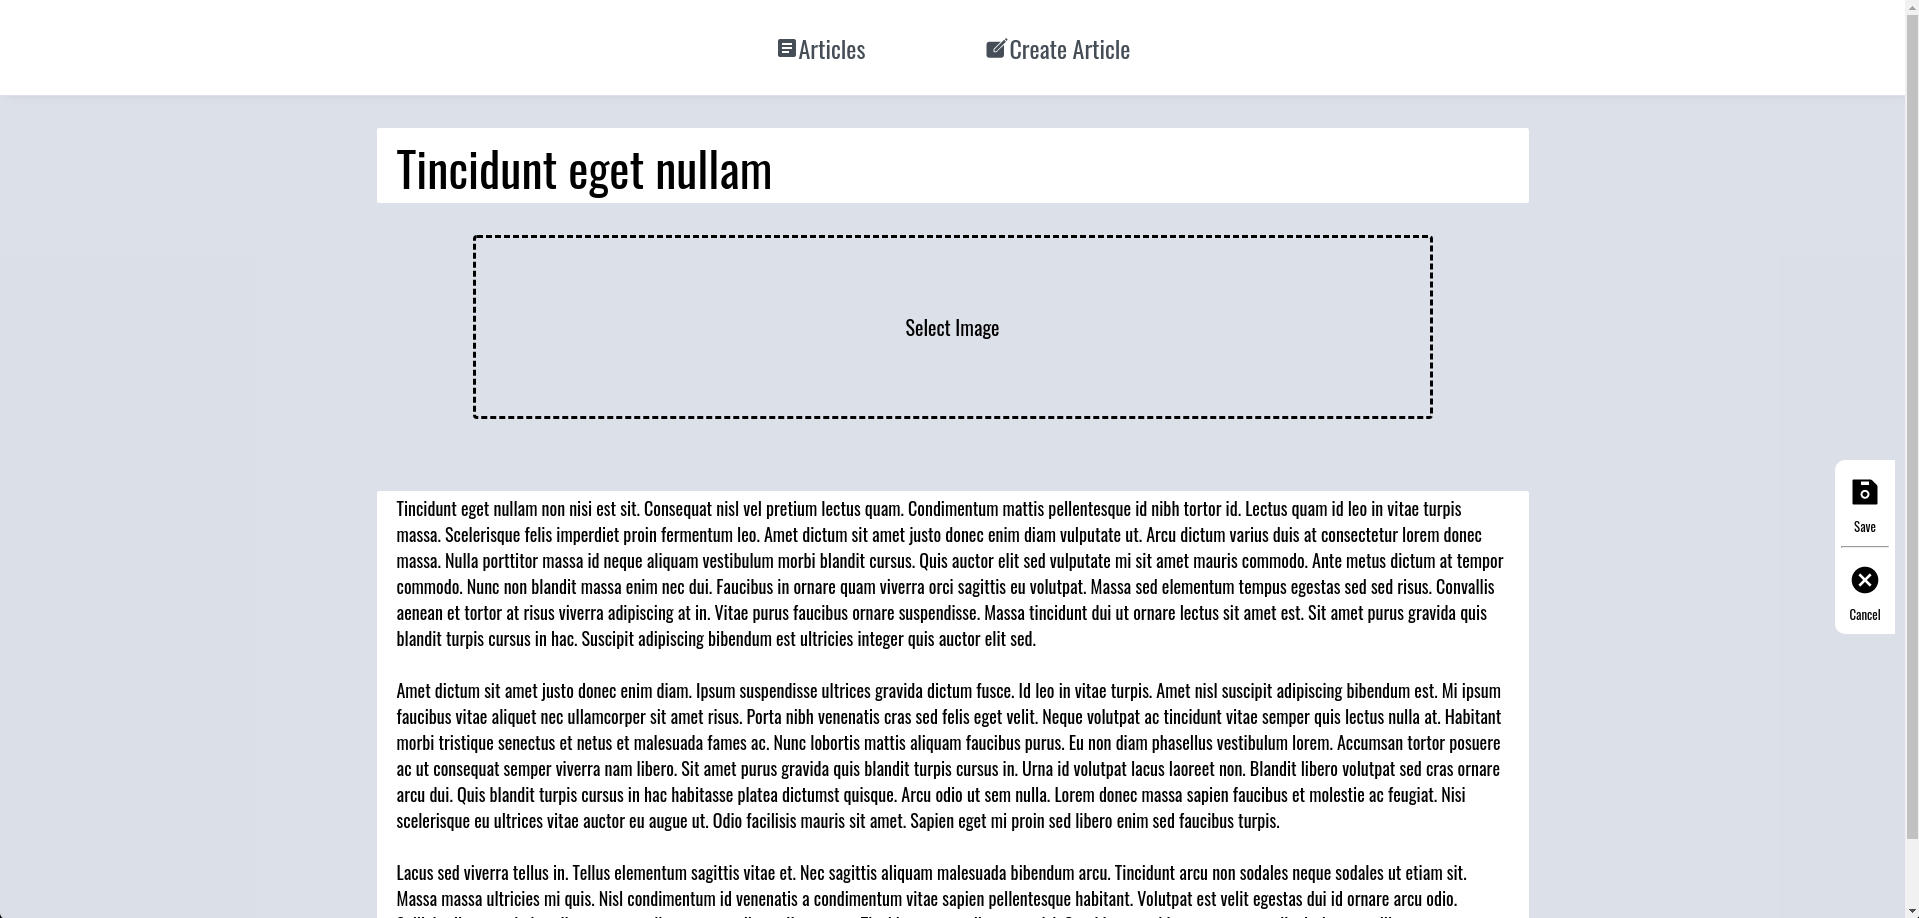 Articles
Create Article
Tincidunt eget nullam
Select Image
Tincidunt eget nullam non nisi est sit. Consequat nisl vel pretium lectus quam. Condimentum mattis pellentesque id nibh tortor id. Lectus quam id leo in vitae turpis
massa. Scelerisque felis imperdiet proin fermentum leo. Amet dictum sit amet justo donec enim diam vulputate ut. Arcu dictum varius duis at consectetur lorem donec
massa. Nulla porttitor massa id neque aliquam vestibulum morbi blandit cursus. Quis auctor elit sed vulputate mi sit amet mauris commodo. Ante metus dictum at tempor
commodo. Nunc non blandit massa enim nec dui. Faucibus in ornare quam viverra orci sagittis eu volutpat. Massa sed elementum tempus egestas sed sed risus. Convallis
aenean et tortor at risus viverra adipiscing at in. Vitae purus faucibus ornare suspendisse. Massa tincidunt dui ut ornare lectus sit amet est. Sit amet purus gravida quis
blandit turpis cursus in hac. Suscipit adipiscing bibendum est ultricies integer quis auctor elit sed.
Amet dictum sit amet justo donec enim diam. Ipsum suspendisse ultrices gravida dictum fusce. Id leo in vitae turpis. Amet nisl suscipit adipiscing bibendum est. Mi ipsum
faucibus vitae aliquet nec ullamcorper sit amet risus. Porta nibh venenatis cras sed felis eget velit. Neque volutpat ac tincidunt vitae semper quis lectus nulla at. Habitant
morbi tristique senectus et netus et malesuada fames ac. Nunc lobortis mattis aliquam faucibus purus. Eu non diam phasellus vestibulum lorem. Accumsan tortor posuere
ac ut consequat semper viverra nam libero. Sit amet purus gravida quis blandit turpis cursus in. Urna id volutpat lacus laoreet non. Blandit libero volutpat sed cras ornare
arcu dui. Quis blandit turpis cursus in hac habitasse platea dictumst quisque. Arcu odio ut sem nulla. Lorem donec massa sapien faucibus et molestie ac feugiat. Nisi
scelerisque eu ultrices vitae auctor eu augue ut. Odio facilisis mauris sit amet. Sapien eget mi proin sed libero enim sed faucibus turpis.
Lacus sed viverra tellus in. Tellus elementum sagittis vitae et. Nec sagittis aliquam malesuada bibendum arcu. Tincidunt arcu non sodales neque sodales ut etiam sit.
Massa massa ultricies mi quis. Nisl condimentum id venenatis a condimentum vitae sapien pellentesque habitant. Volutpat est velit egestas dui id ornare arcu odio.
Save
Cancel